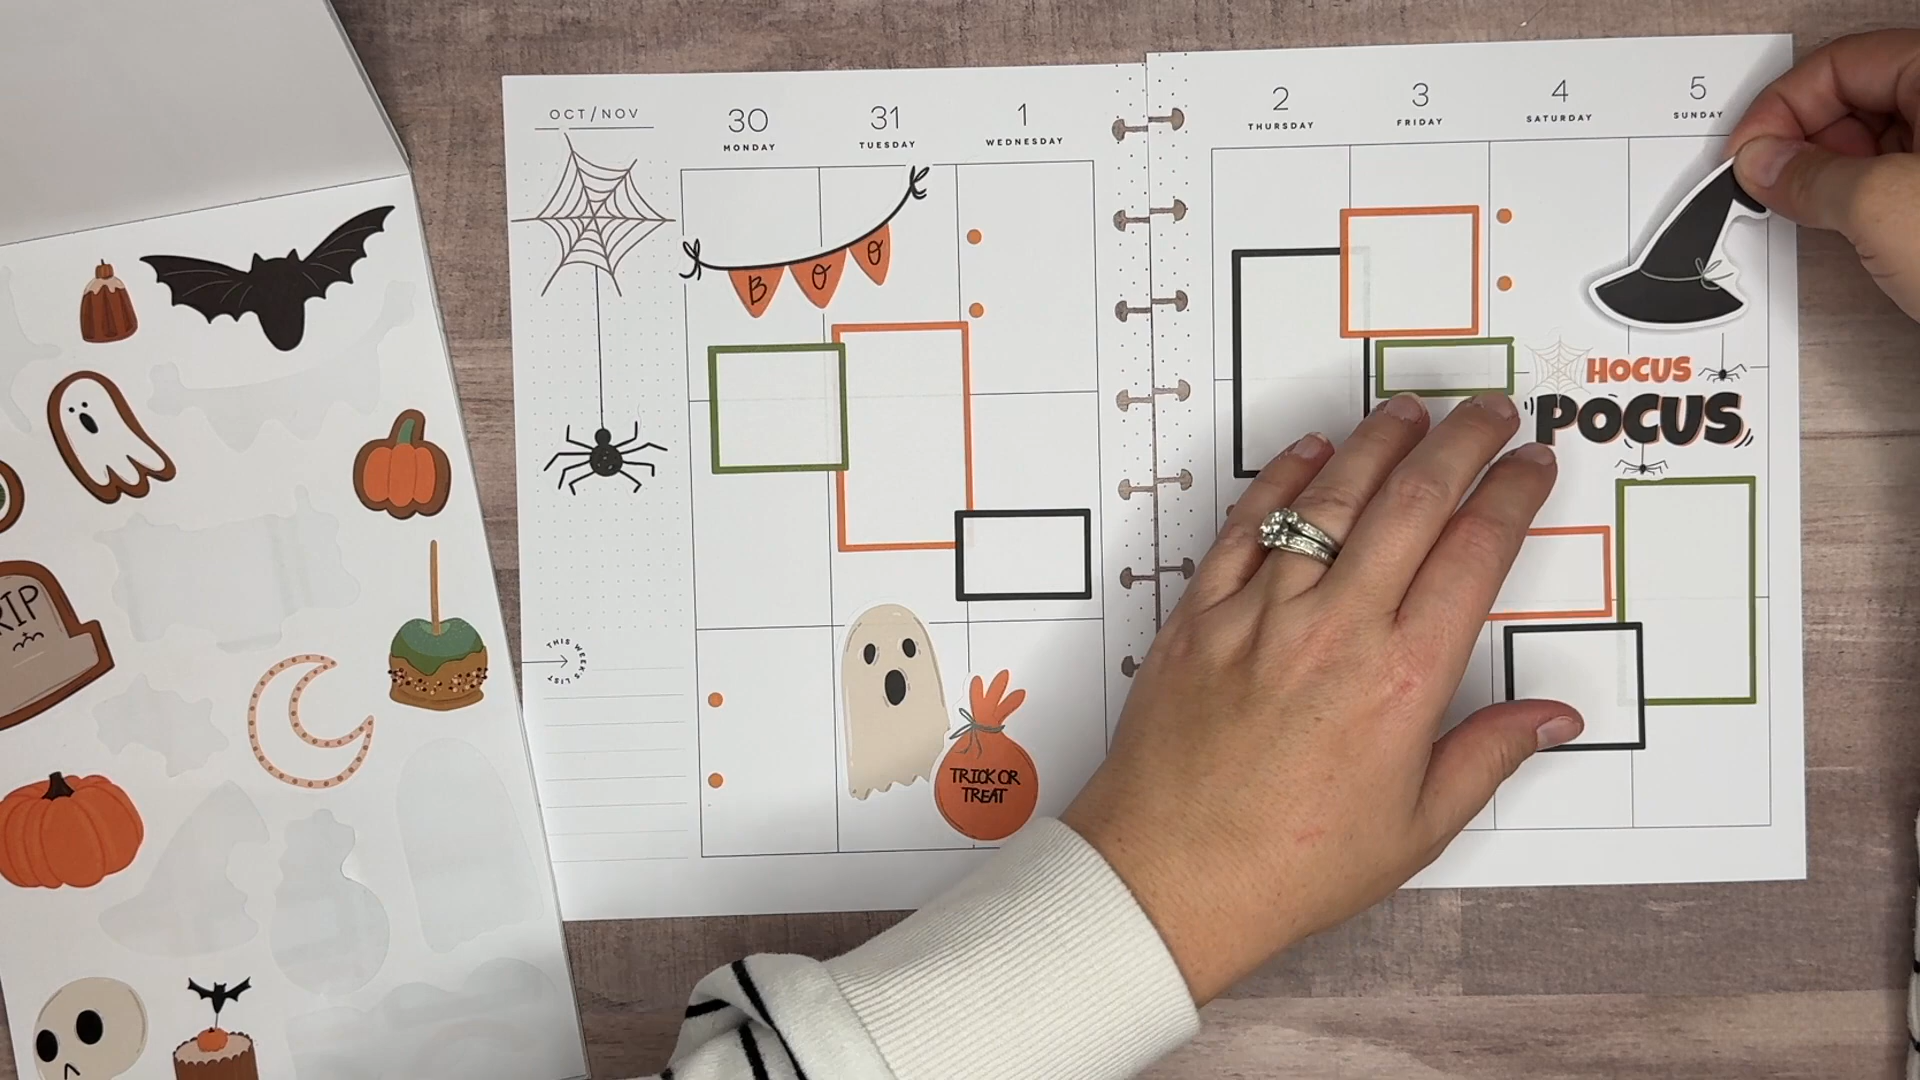 OCT/NOV
30
MONDAY
31
TUESDAY
1
WEDNESDAY
2
THURSDAY
3
FRIDAY
4
SATURDAY
5
SUNDAY
BOO
HOCUS
POCUS
THIS WEEK'S LIST
TRICK OR
TREAT
RIP